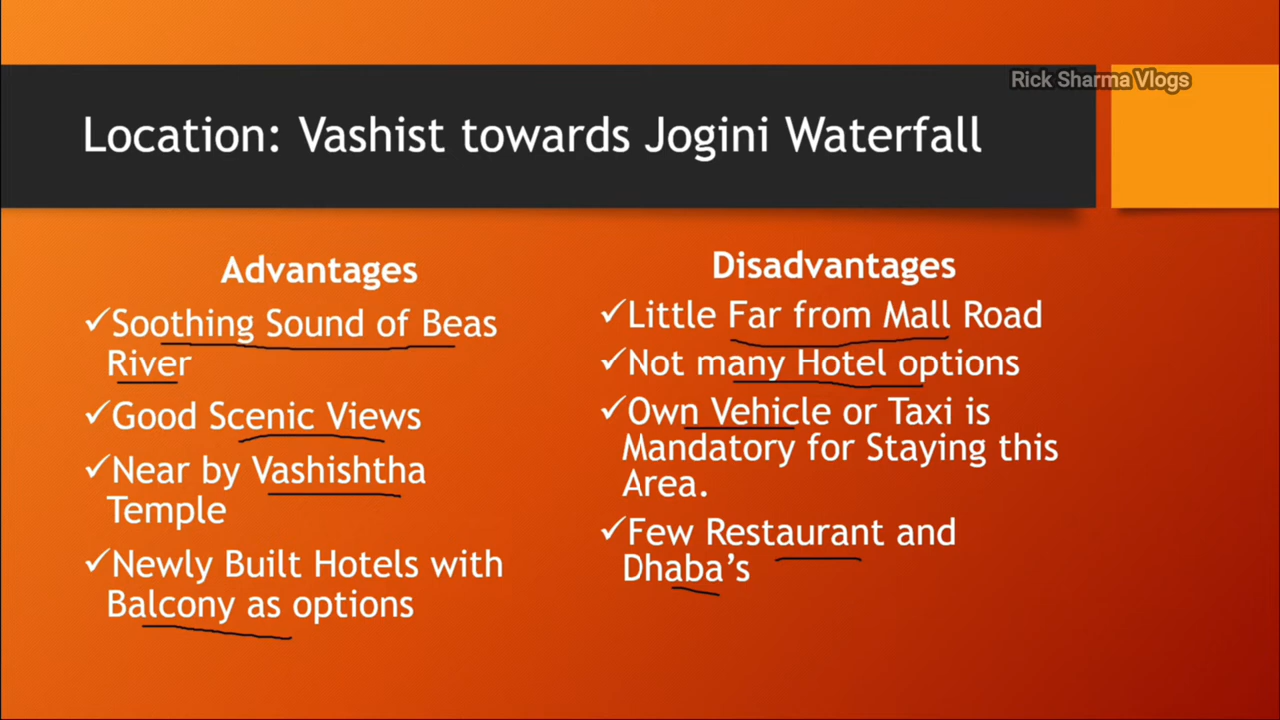 Rick Sharma Vlogs
Location: Vashist towards Jogini Waterfall
Advantages
✓Soothing Sound of Beas
River
✓Good Scenic Views
✓Near by Vashishtha
Temple
✓Newly Built Hotels with
Balcony as options
Disadvantages
✓Little Far from Mall Road
✓Not many Hotel options
✓Own Vehicle or Taxi is
Mandatory for Staying this
Area.
✓Few Restaurant and
Dhaba’s